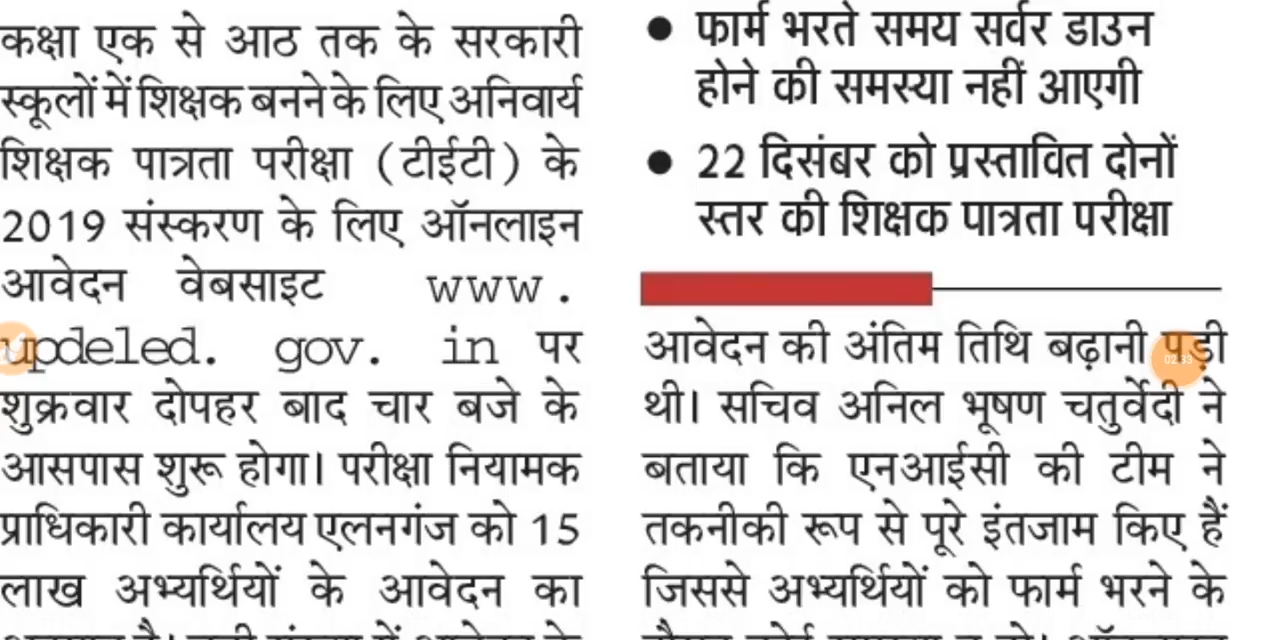 कक्षा एक से आठ तक के सरकारी
स्कूलों में शिक्षक बनने के लिए अनिवार्य
शिक्षक पात्रता परीक्षा (टीईटी) के
2019 संस्करण के लिए ऑनलाइन
आवेदन वेबसाइट www.
updeled. gov. in पर
शुक्रवार दोपहर बाद चार बजे के
आसपास शुरू होगा। परीक्षा नियामक
प्राधिकारी कार्यालय एलनगंज को 15
लाख अभ्यर्थियों के आवेदन का
● फार्म भरते समय सर्वर डाउन
होने की समस्या नहीं आएगी
● 22 दिसंबर को प्रस्तावित दोनों
स्तर की शिक्षक पात्रता परीक्षा
आवेदन की अंतिम तिथि बढ़ानी पड़ी
थी। सचिव अनिल भूषण चतुर्वेदी ने
बताया कि एनआईसी की टीम ने
तकनीकी रूप से पूरे इंतजाम किए हैं
जिससे अभ्यर्थियों को फार्म भरने के